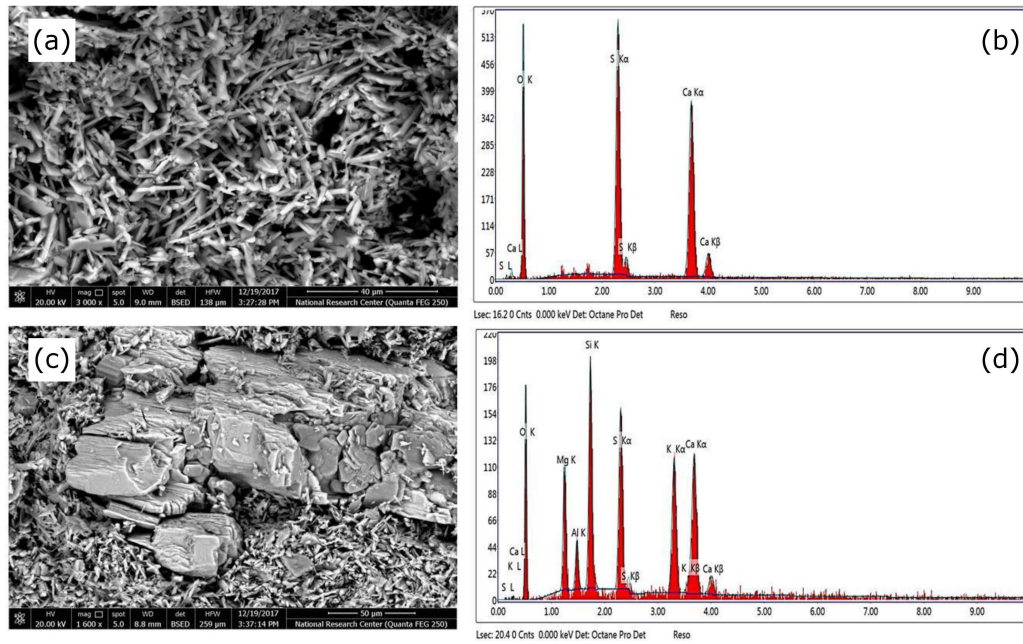 (a)
HV
mag
spot
WD
det
HFW
12/19/2017
40 µm
20.00 kV
3 000 x
5.0
9.0 mm
BSED
138 µm
3:27:28 PM
National Research Center (Quanta FEG 250)
(b)
570
513
456
399
342
285
228
171
114
57
0
O K
S Kα
Ca Kα
Ca L
S L
S Kβ
Ca Kβ
0.00 1.00 2.00 3.00 4.00 5.00 6.00 7.00 8.00 9.00
Lsec: 16.2 0 Cnts 0.000 keV Det: Octane Pro Det Reso
(c)
HV
mag
spot
WD
det
HFW
12/19/2017
50 µm
20.00 kV
1 600 x
5.0
8.8 mm
BSED
259 µm
3:37:14 PM
National Research Center (Quanta FEG 250)
(d)
220
198
176
154
132
110
88
66
44
22
0
Si K
S Kα
O K
Mg K
K Kα
Ca Kα
Al K
Ca L
K L
S L
S Kβ
K Kβ
Ca Kβ
0.00 1.00 2.00 3.00 4.00 5.00 6.00 7.00 8.00 9.00
Lsec: 20.4 0 Cnts 0.000 keV Det: Octane Pro Det Reso